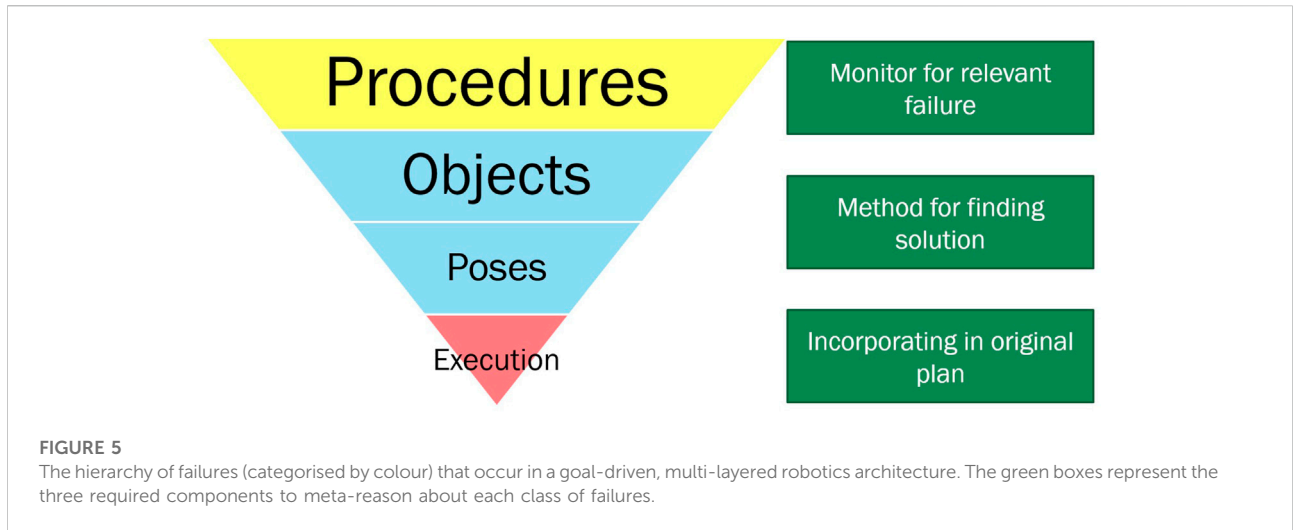 Procedures
Objects
Poses
Execution
Monitor for relevant
failure
Method for finding
solution
Incorporating in original
plan
FIGURE 5
The hierarchy of failures (categorised by colour) that occur in a goal-driven, multi-layered robotics architecture. The green boxes represent the
three required components to meta-reason about each class of failures.